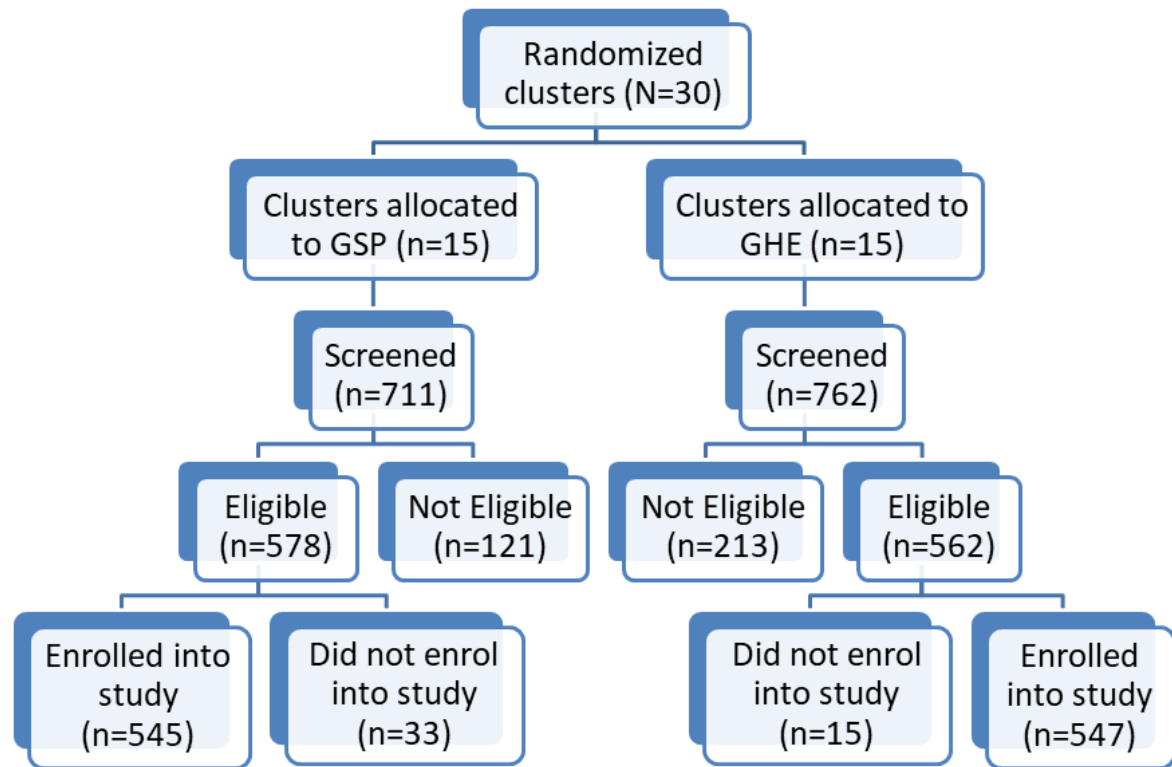 Randomized
clusters (N=30)
Clusters allocated
to GSP (n=15)
Clusters allocated to
GHE (n=15)
Screened
(n=711)
Screened
(n=762)
Eligible
(n=578)
Not Eligible
(n=121)
Not Eligible
(n=213)
Eligible
(n=562)
Enrolled into
study
(n=545)
Did not enrol
into study
(n=33)
Did not enrol
into study
(n=15)
Enrolled
into study
(n=547)